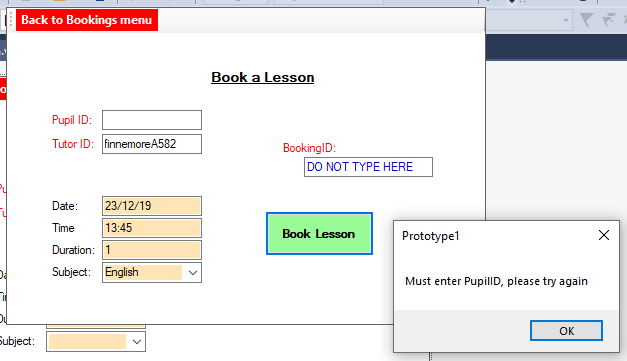 Back to Bookings menu
Book a Lesson
Pupil ID:
Tutor ID: finnemoreA582
BookingID:
DO NOT TYPE HERE
Date: 23/12/19
Time 13:45
Duration: 1
Subject: English
Book Lesson
Prototype1
Must enter PupilID, please try again
OK
Subject: